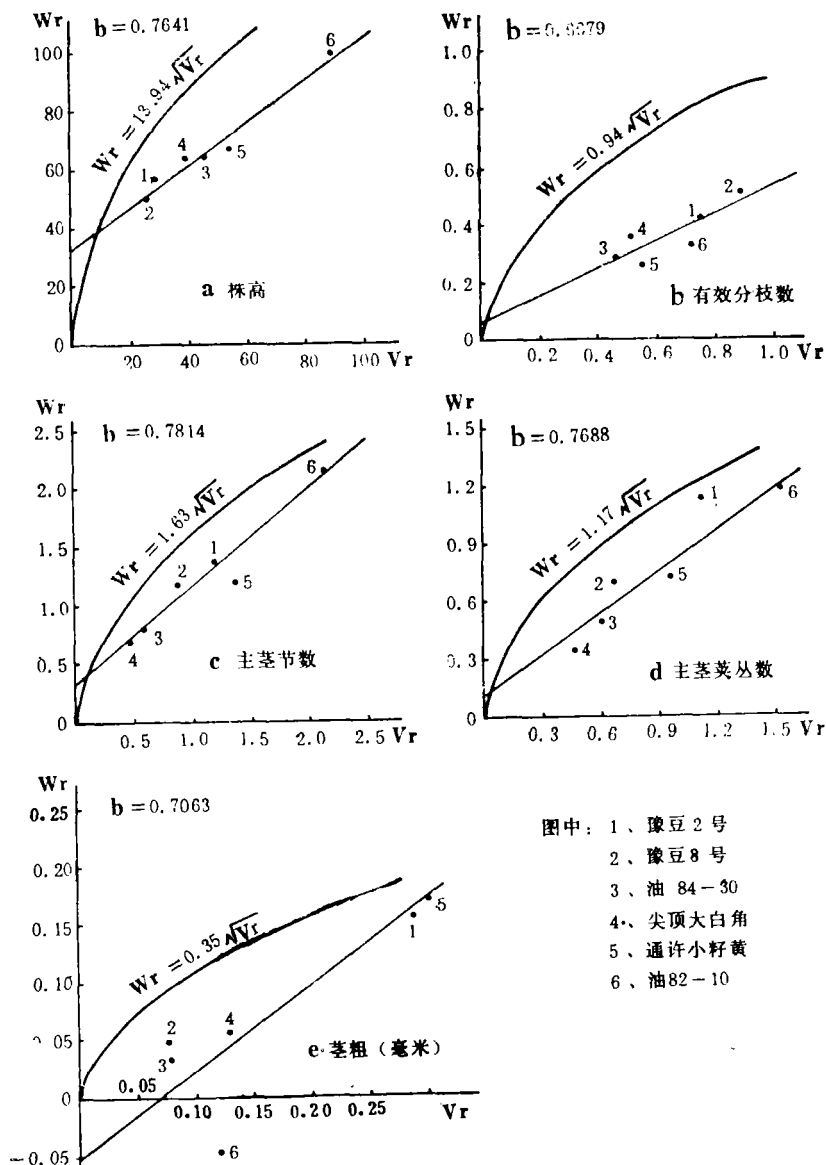 Wr
b=0.7641
100
80
60
40
20
0
Wr=13.94√Vr
1
2
3
4
5
6
a 株高
20 40 60 80 100 Vr
Wr
1.0
0.8
0.6
0.4
0.2
0
Wr=0.94√Vr
1
2
3
4
5
6
b 有效分枝数
0.2 0.4 0.6 0.8 1.0 Vr
Wr
b=0.7814
2.5
2.0
1.5
1.0
0.5
0
Wr=1.63√Vr
1
2
3
4
5
6
c 主茎节数
0.5 1.0 1.5 2.0 2.5 Vr
Wr
b=0.7688
1.5
1.2
0.9
0.6
0.3
0
Wr=1.17√Vr
1
2
3
4
5
6
d 主茎荚丛数
0.3 0.6 0.9 1.2 1.5 Vr
Wr
b=0.7063
0.25
0.20
0.15
0.10
0.05
0
-0.05
Wr=0.35√Vr
1
2
3
4
5
6
e 茎粗（毫米）
0.05 0.10 0.15 0.20 0.25 Vr
图中：1、豫豆2号
2、豫豆8号
3、油 84-30
4、尖顶大白角
5、通许小籽黄
6、油82-10